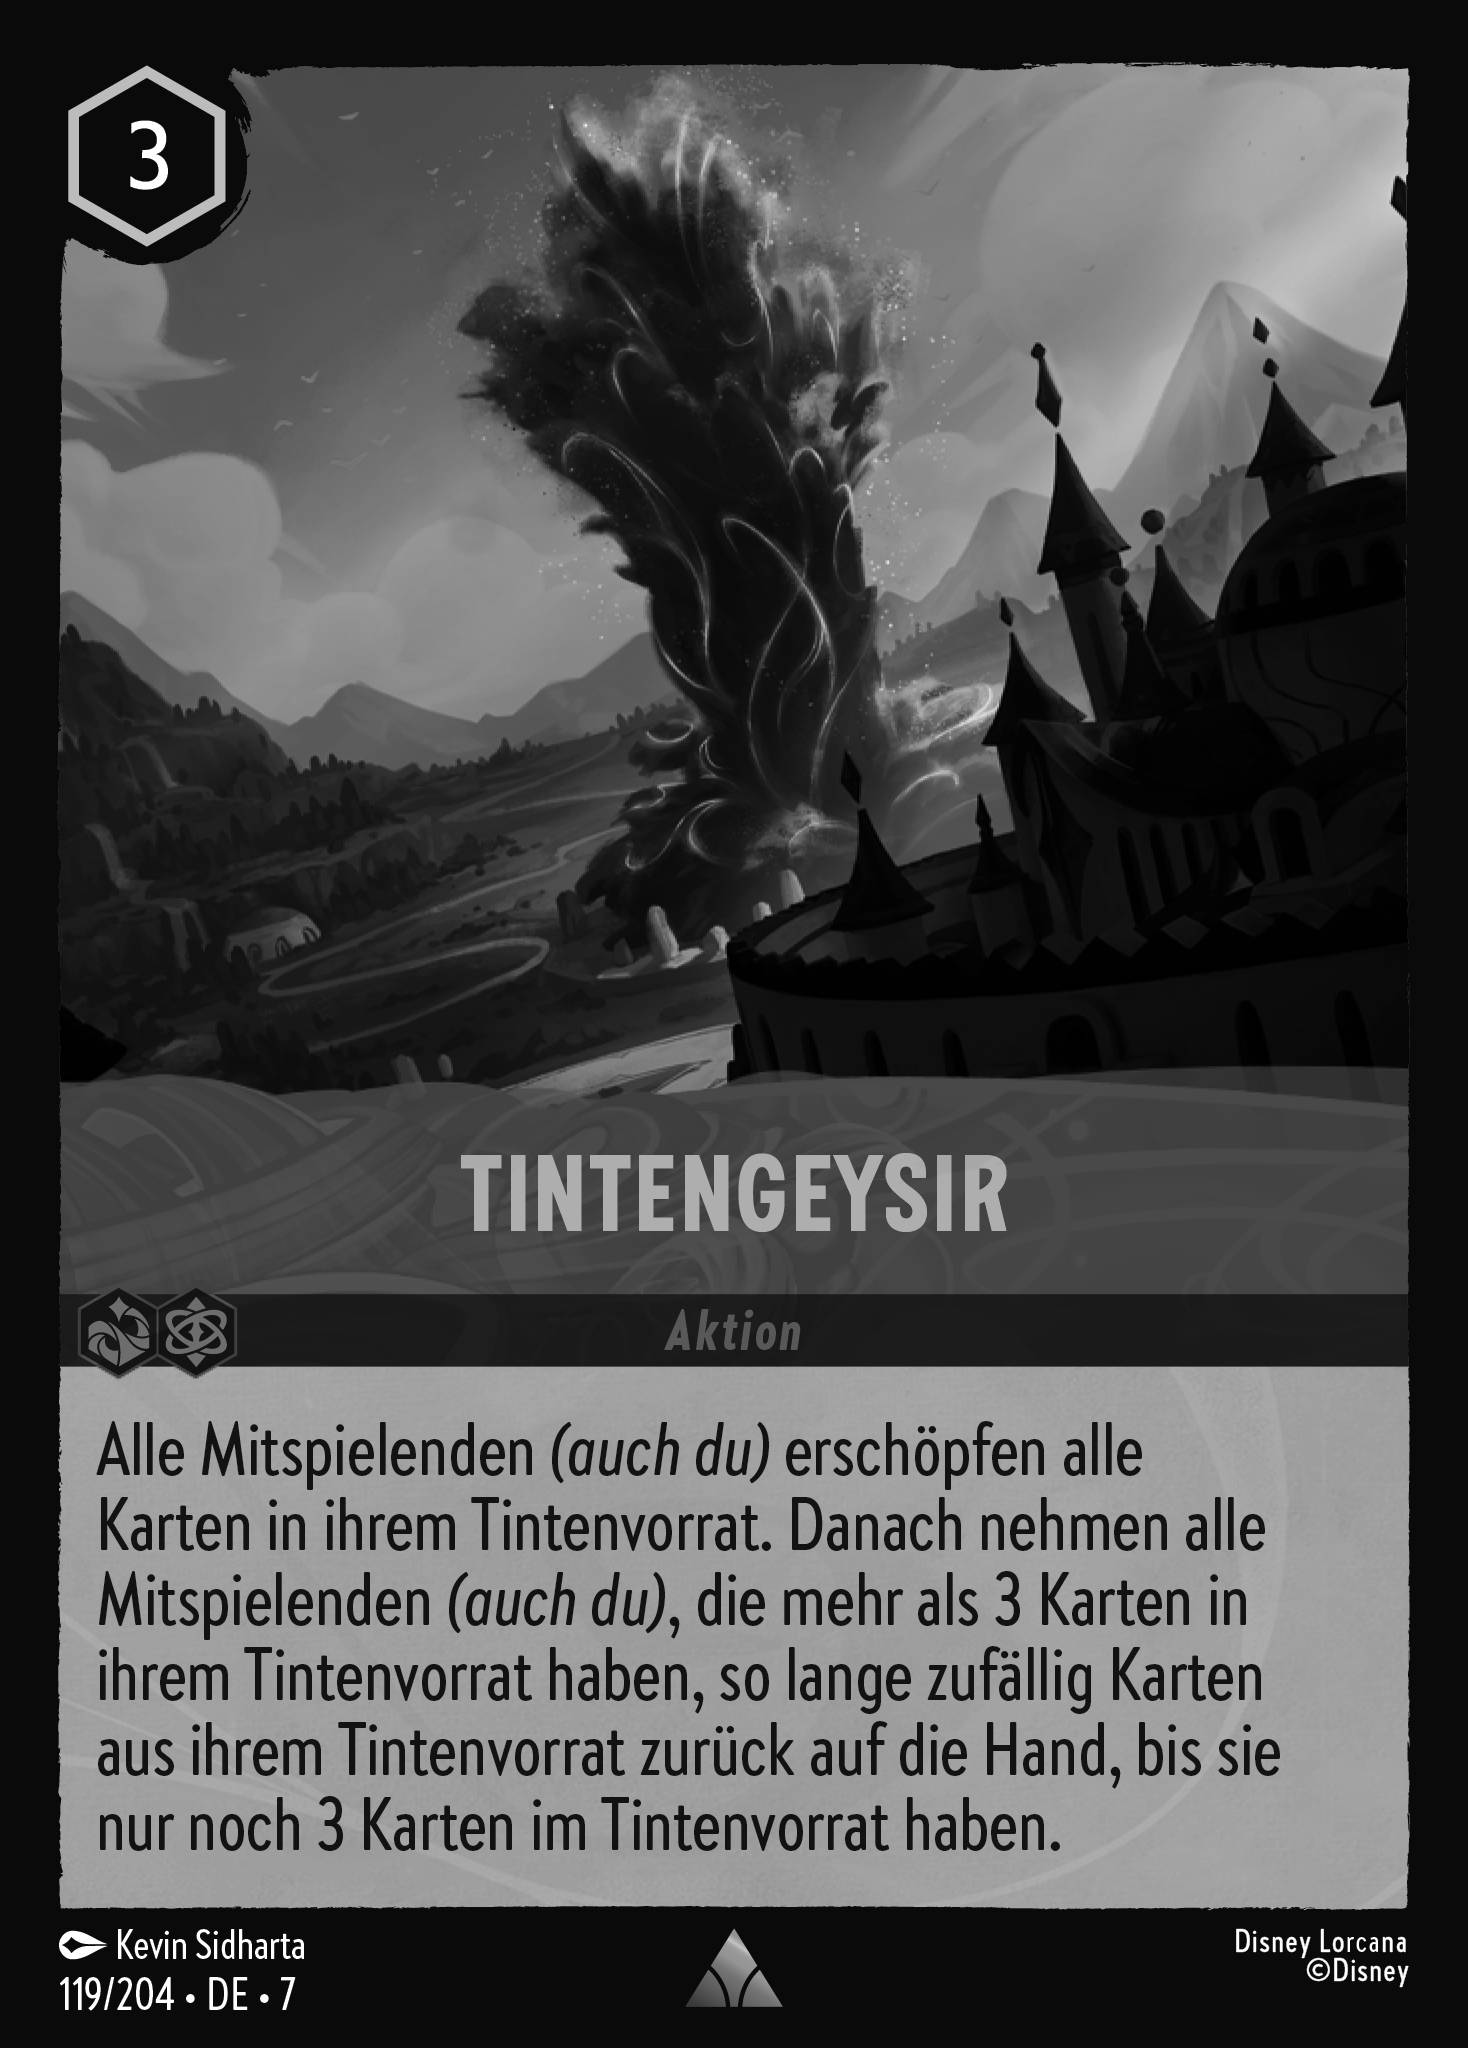 3
TINTENGEYSIR
Aktion
Alle Mitspielenden (auch du) erschöpfen alle
Karten in ihrem Tintenvorrat. Danach nehmen alle
Mitspielenden (auch du), die mehr als 3 Karten in
ihrem Tintenvorrat haben, so lange zufällig Karten
aus ihrem Tintenvorrat zurück auf die Hand, bis sie
nur noch 3 Karten im Tintenvorrat haben.
Kevin Sidharta
119/204 • DE • 7
Disney Lorcana
©Disney